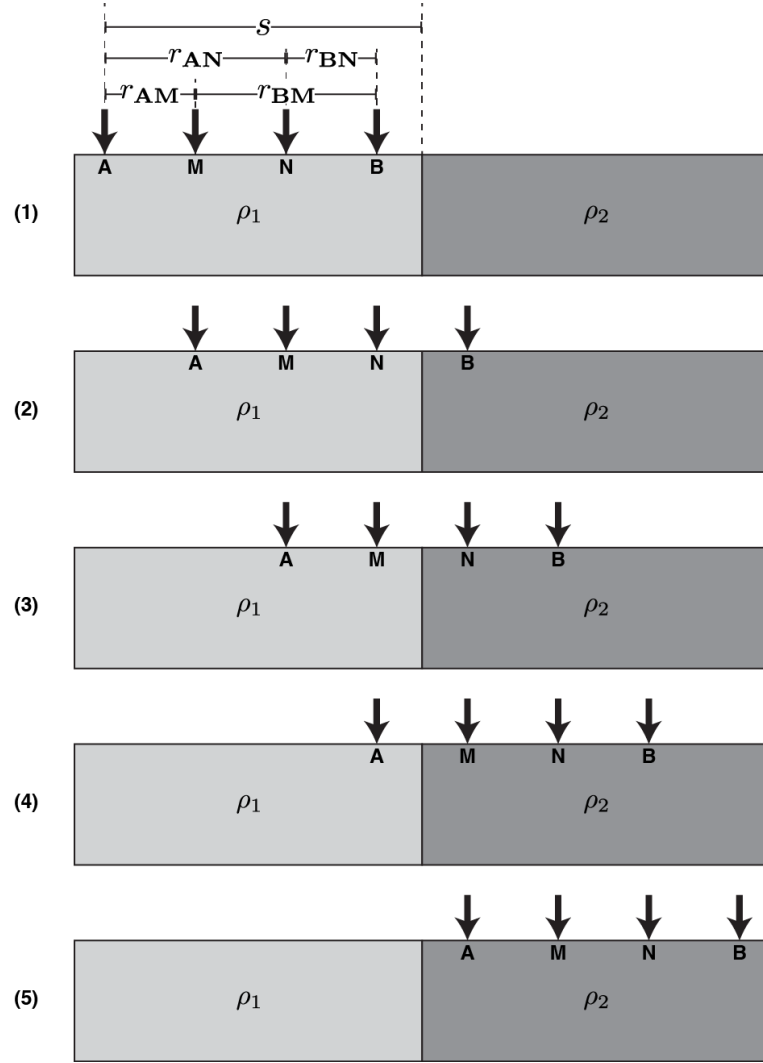 s
r_AN r_BN
r_AM r_BM
A M N B
(1) ρ₁ ρ₂
A M N B
(2) ρ₁ ρ₂
A M N B
(3) ρ₁ ρ₂
A M N B
(4) ρ₁ ρ₂
A M N B
(5) ρ₁ ρ₂